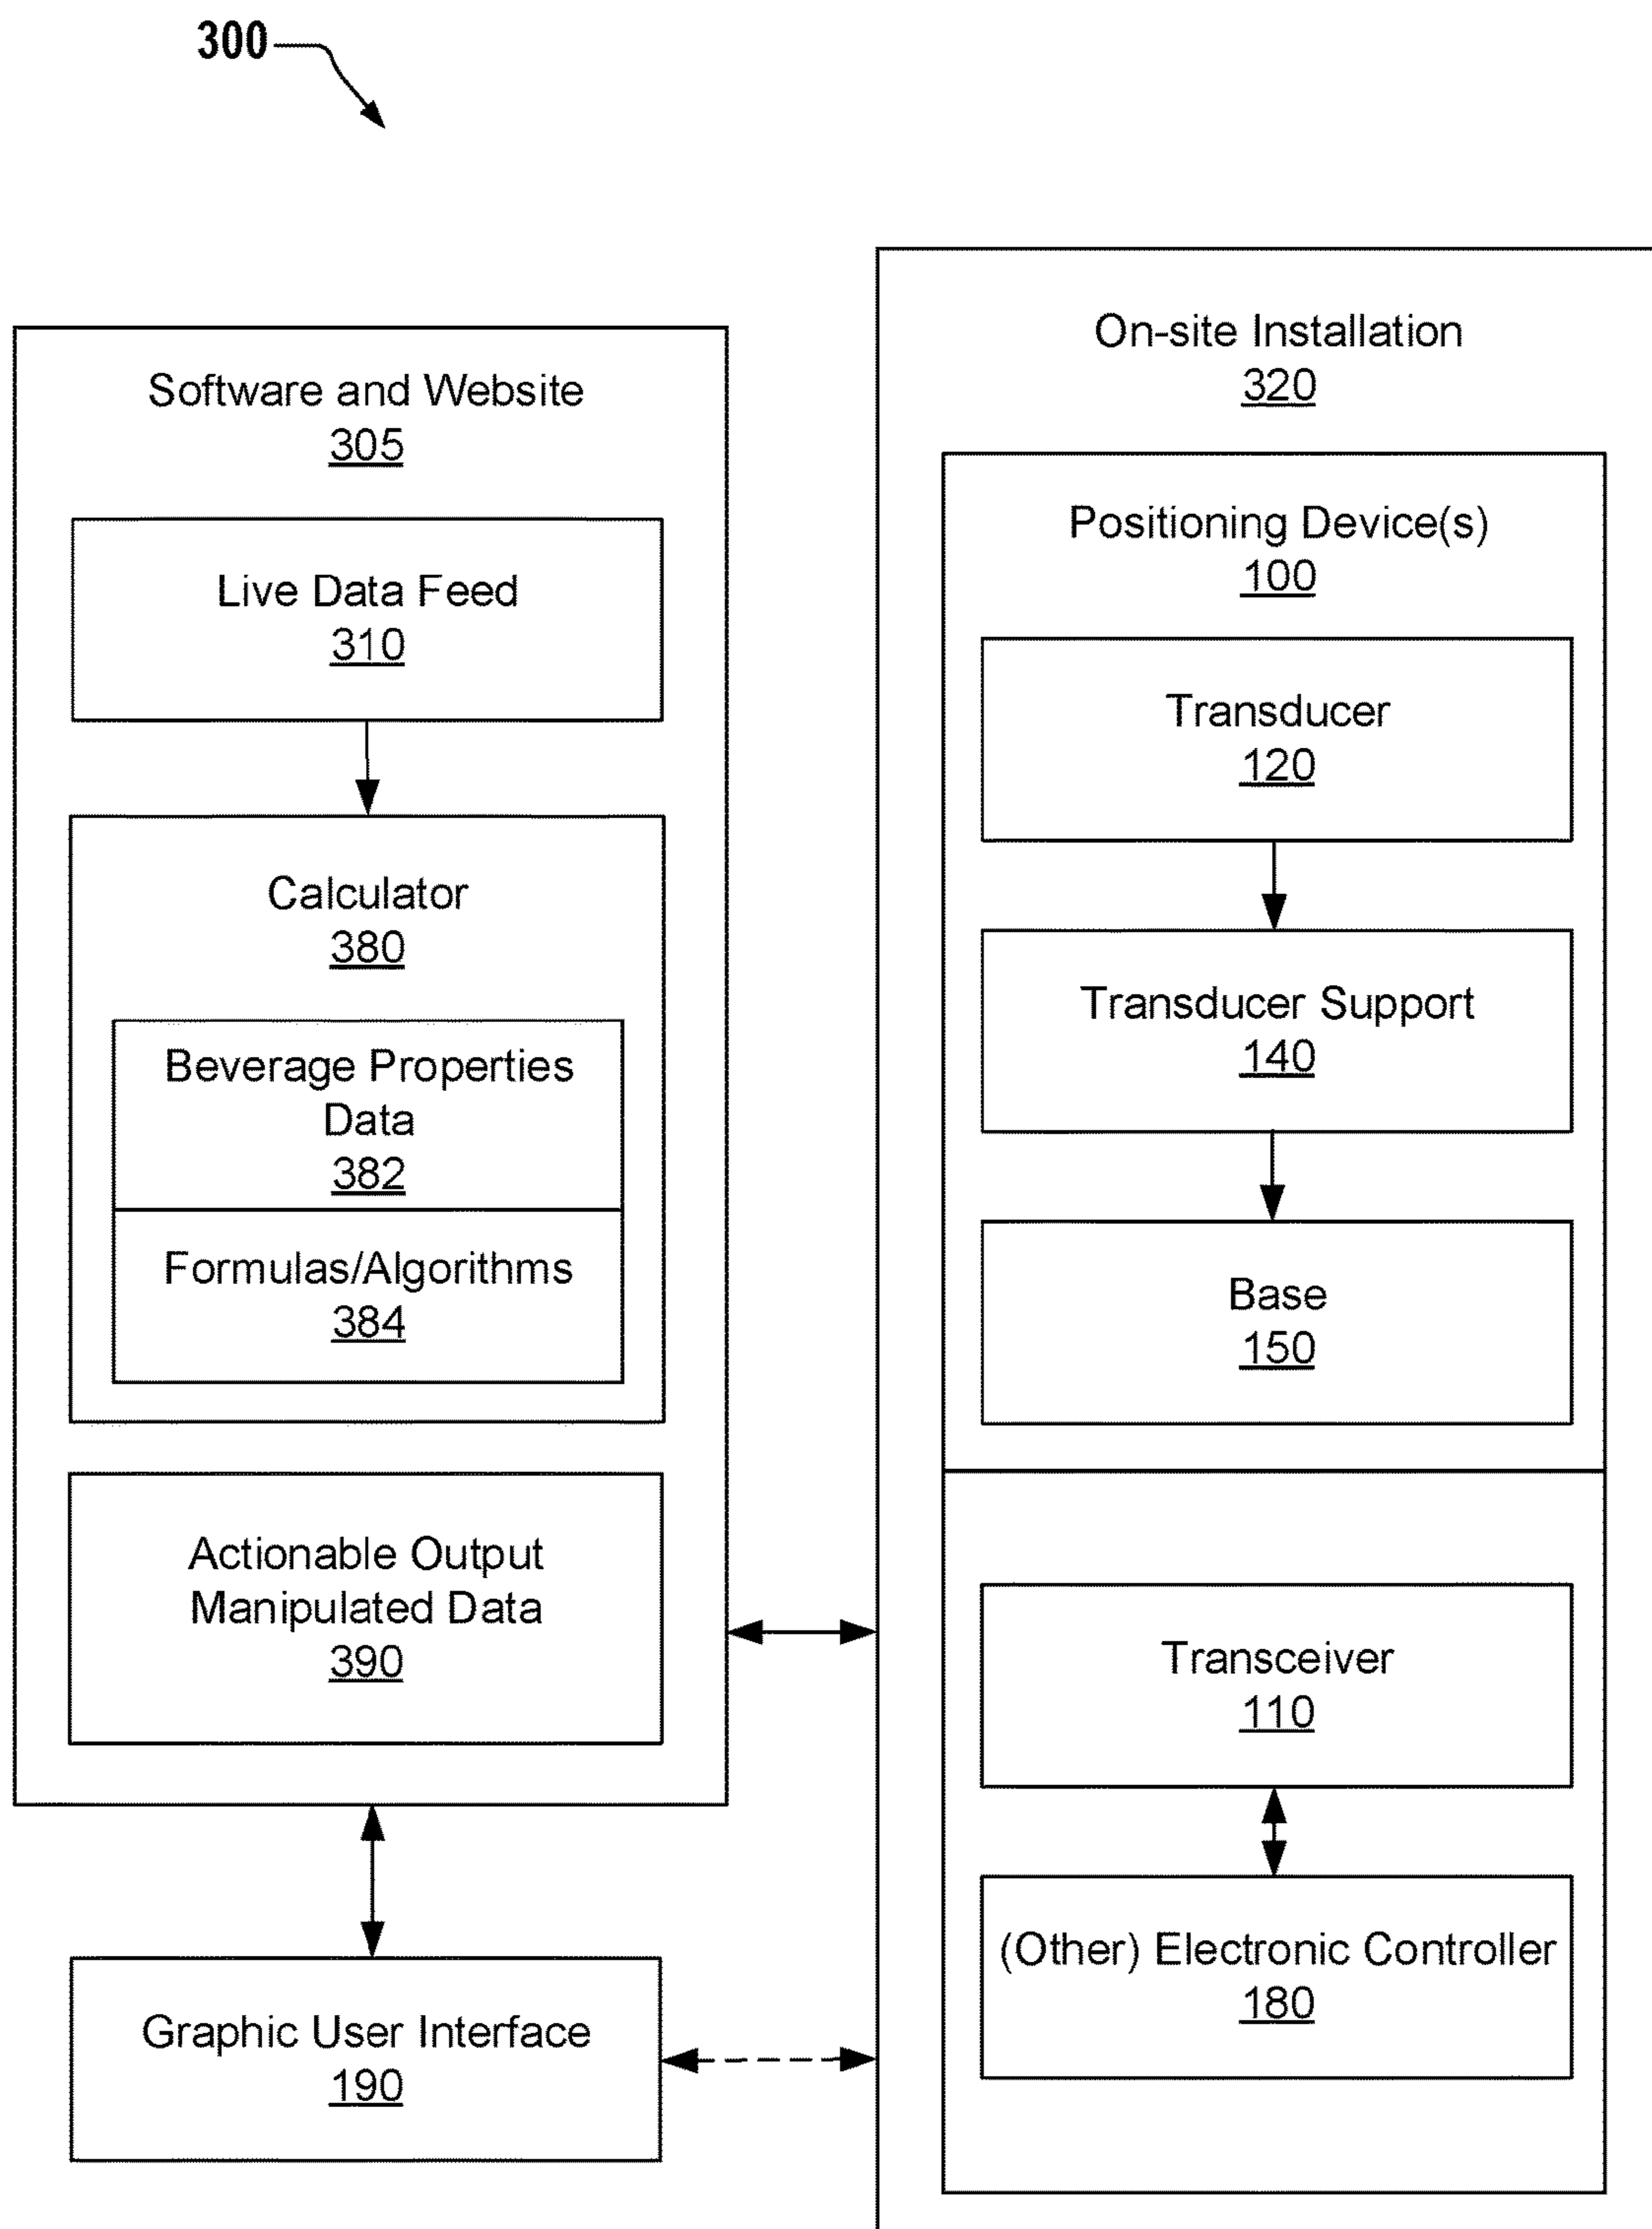 300
Software and Website
305
Live Data Feed
310
Calculator
380
Beverage Properties
Data
382
Formulas/Algorithms
384
Actionable Output
Manipulated Data
390
Graphic User Interface
190
On-site Installation
320
Positioning Device(s)
100
Transducer
120
Transducer Support
140
Base
150
Transceiver
110
(Other) Electronic Controller
180